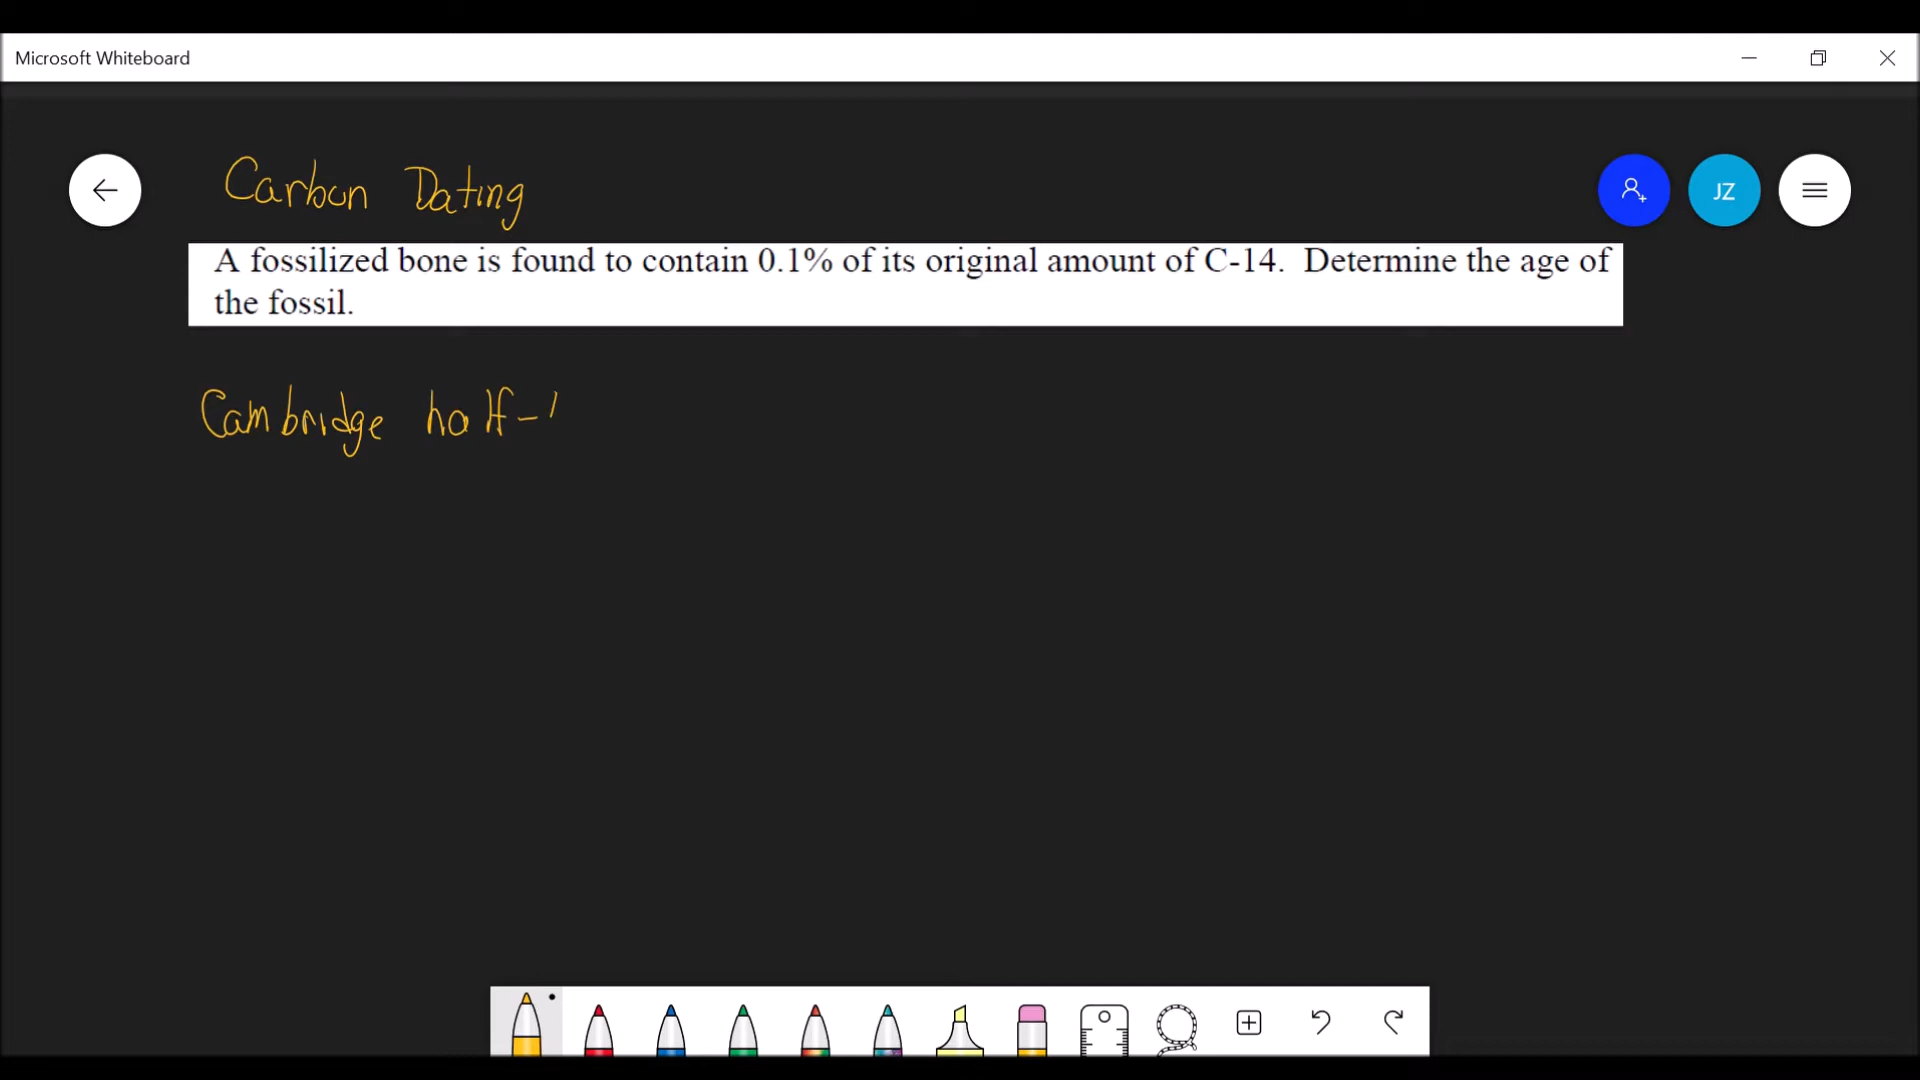 Microsoft Whiteboard
Carbon Dating
JZ
A fossilized bone is found to contain 0.1% of its original amount of C-14. Determine the age of
the fossil.
Cambridge half-l